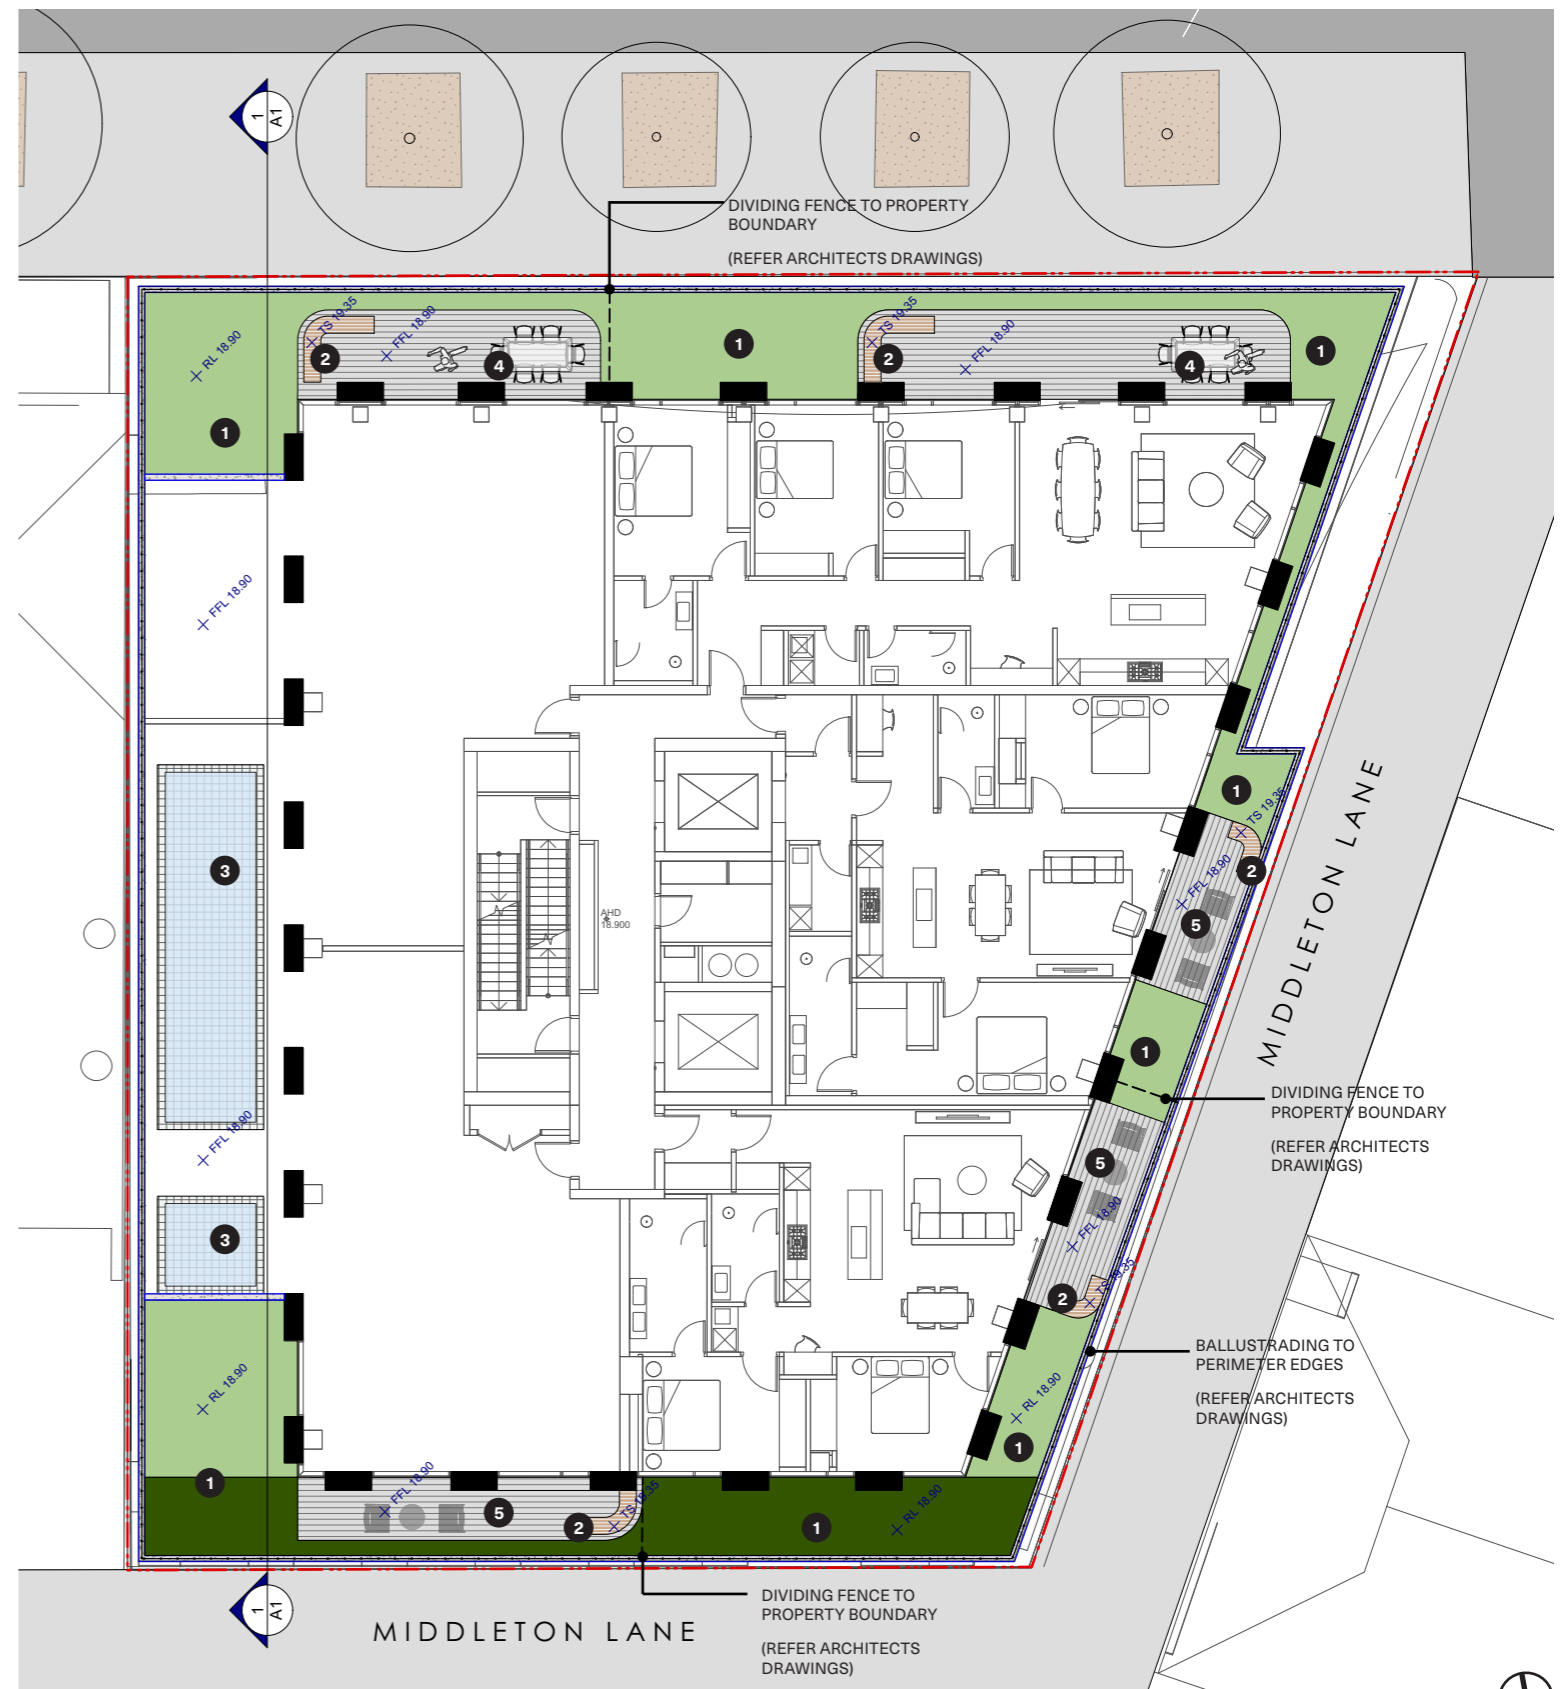 1
A1
DIVIDING FENCE TO PROPERTY
BOUNDARY
(REFER ARCHITECTS DRAWINGS)
TS 19.35
FFL 18.90
2
4
RL 18.90
1
1
TS 19.35
FFL 18.90
2
4
1
FFL 18.90
3
FFL 18.90
3
AHD
18.900
1
TS 19.35
2
FFL 18.90
5
MIDDLETON LANE
1
DIVIDING FENCE TO
PROPERTY BOUNDARY
(REFER ARCHITECTS
DRAWINGS)
5
FFL 18.90
TS 19.35
2
BALLUSTRADING TO
PERIMETER EDGES
(REFER ARCHITECTS
DRAWINGS)
RL 18.90
1
RL 18.90
1
FFL 18.90
5
2
TS 19.35
1
RL 18.90
DIVIDING FENCE TO
PROPERTY BOUNDARY
(REFER ARCHITECTS
DRAWINGS)
MIDDLETON LANE
1
A1